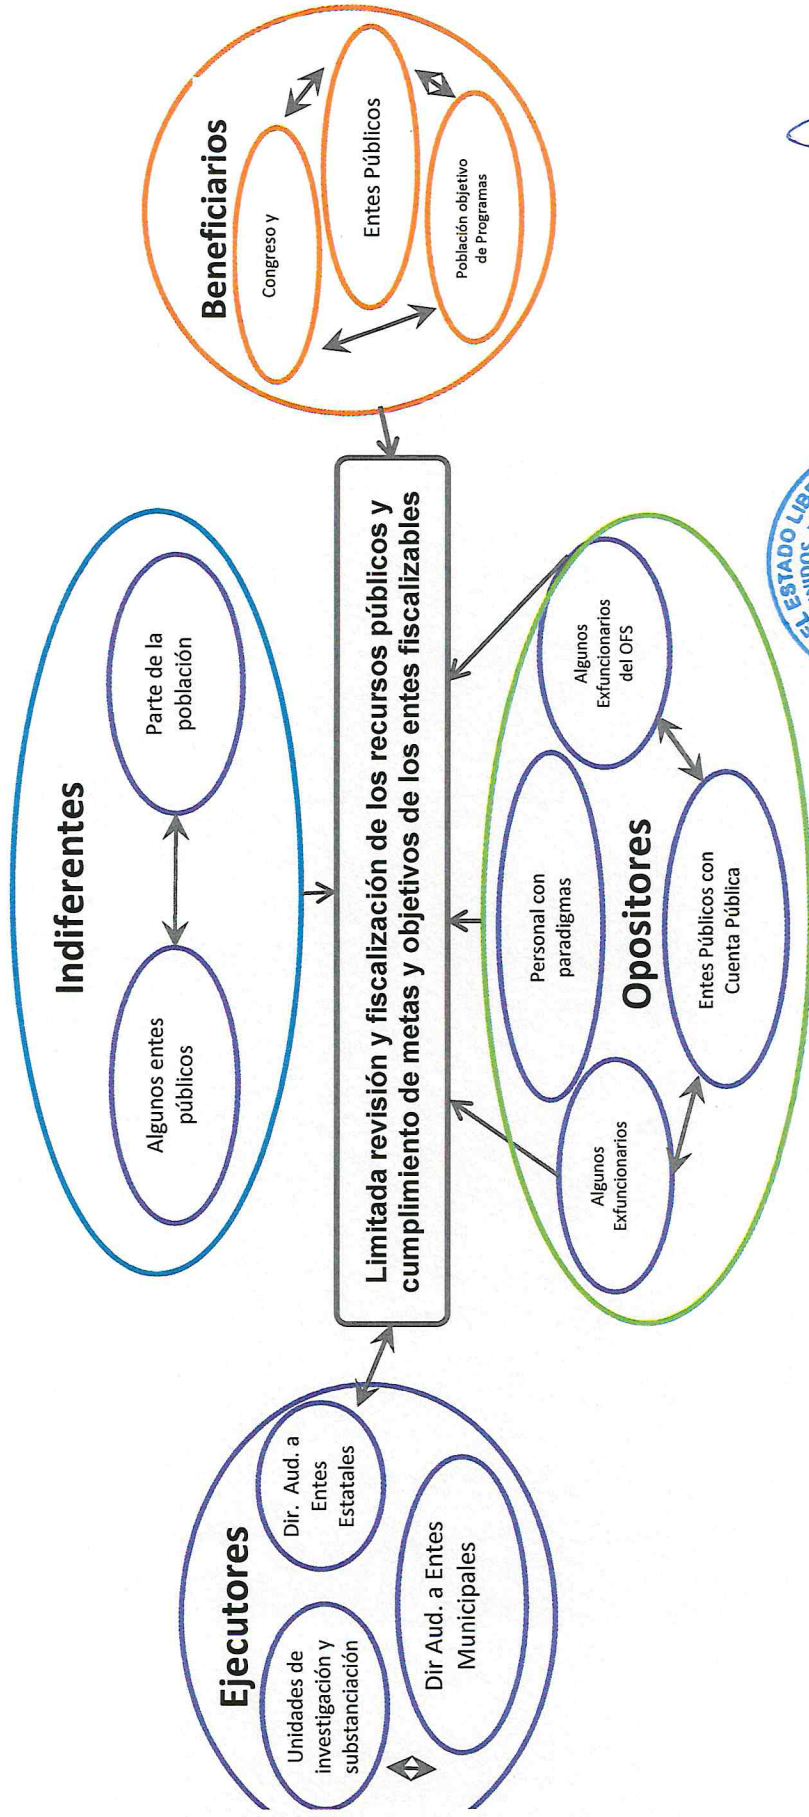 Ejecutores
Unidades de
investigación y
substanciación
Dir. Aud. a
Entes
Estatales
Dir Aud. a Entes
Municipales
Indiferentes
Algunos entes
públicos
Parte de la
población
Limitada revisión y fiscalización de los recursos públicos y
cumplimiento de metas y objetivos de los entes fiscalizables
Algunos
Exfuncionarios
Personal con
paradigmas
Algunos
Exfuncionarios
del OFS
Opositores
Entes Públicos con
Cuenta Pública
Beneficiarios
Congreso y
Entes Públicos
Población objetivo
de Programas
ESTADO